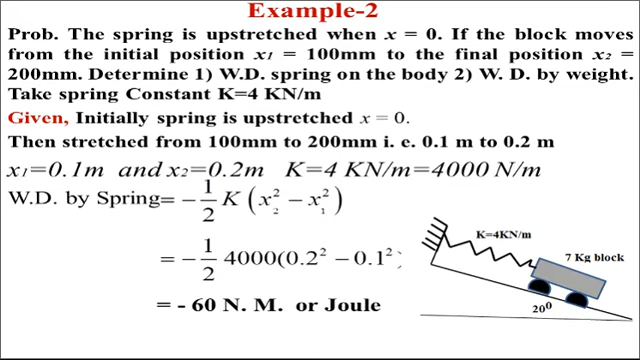 Example-2
Prob. The spring is upstretched when x = 0. If the block moves
from the initial position x1 = 100mm to the final position x2 =
200mm. Determine 1) W.D. spring on the body 2) W. D. by weight.
Take spring Constant K=4 KN/m
Given, Initially spring is upstretched x = 0.
Then stretched from 100mm to 200mm i. e. 0.1 m to 0.2 m
x1=0.1m and x2=0.2m K=4 KN/m=4000 N/m
W.D. by Spring= -1/2 K (x₂² - x₁²)
= -1/2 4000(0.2² - 0.1²)
= - 60 N. M. or Joule
K=4KN/m
7 Kg block
20⁰